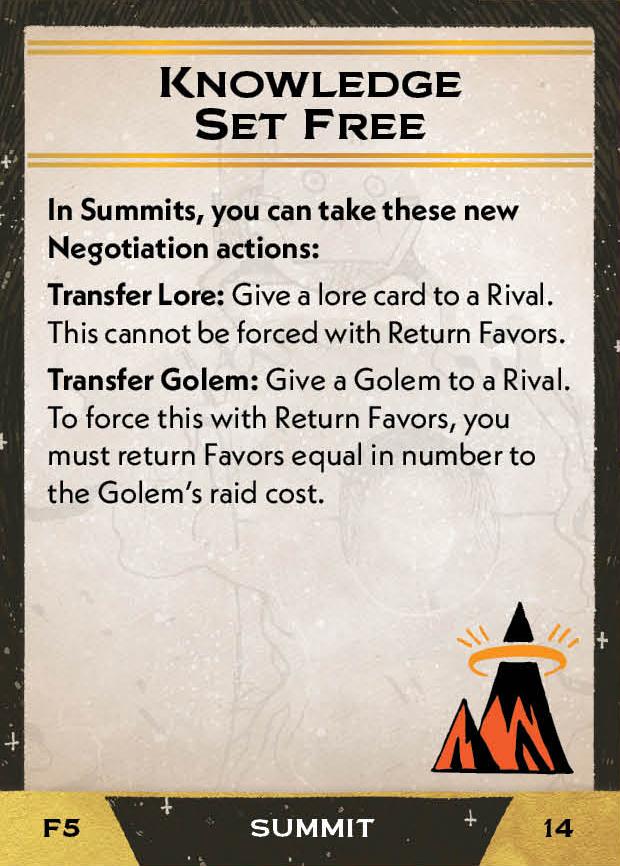 Knowledge
Set Free
In Summits, you can take these new
Negotiation actions:
Transfer Lore: Give a lore card to a Rival.
This cannot be forced with Return Favors.
Transfer Golem: Give a Golem to a Rival.
To force this with Return Favors, you
must return Favors equal in number to
the Golem's raid cost.
F5
SUMMIT
14